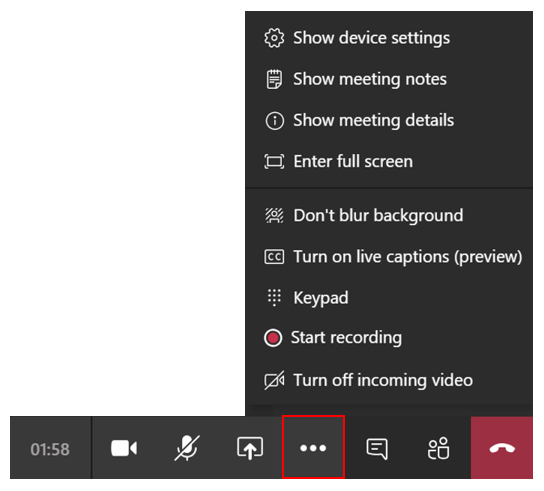 Show device settings
Show meeting notes
Show meeting details
Enter full screen
Don't blur background
CC Turn on live captions (preview)
Keypad
Start recording
Turn off incoming video
01:58